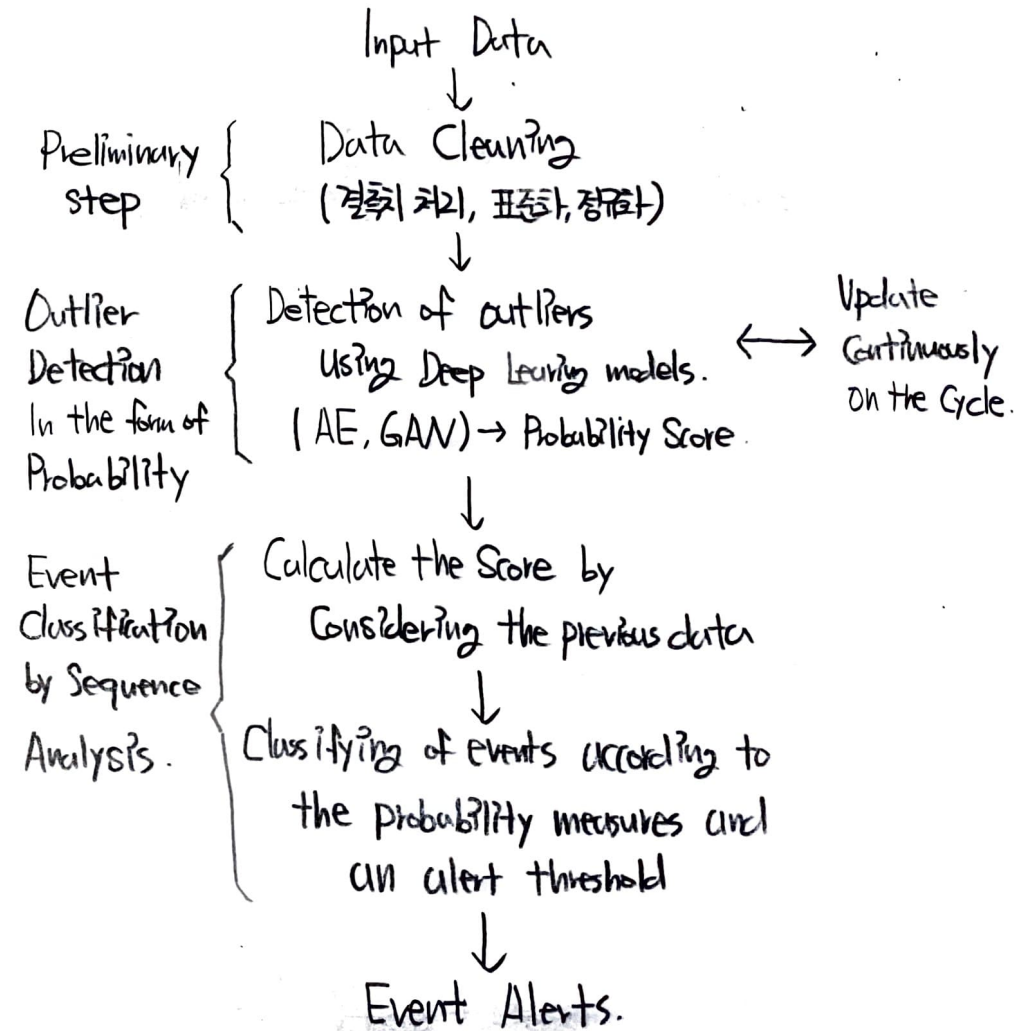 Input Data
Preliminary
step
Data Cleaning
(결측치 처리, 표준화, 정규화)
Outlier
Detection
In the form of
Probability
Detection of outliers
Using Deep Learing models.
(AE, GAN) → Probability Score.
Update
Continuously
on the Cycle.
Event
Classification
by Sequence
Analysis.
Calculate the Score by
Considering the previous data
Classifying of events according to
the probability measures and
an alert threshold
Event Alerts.